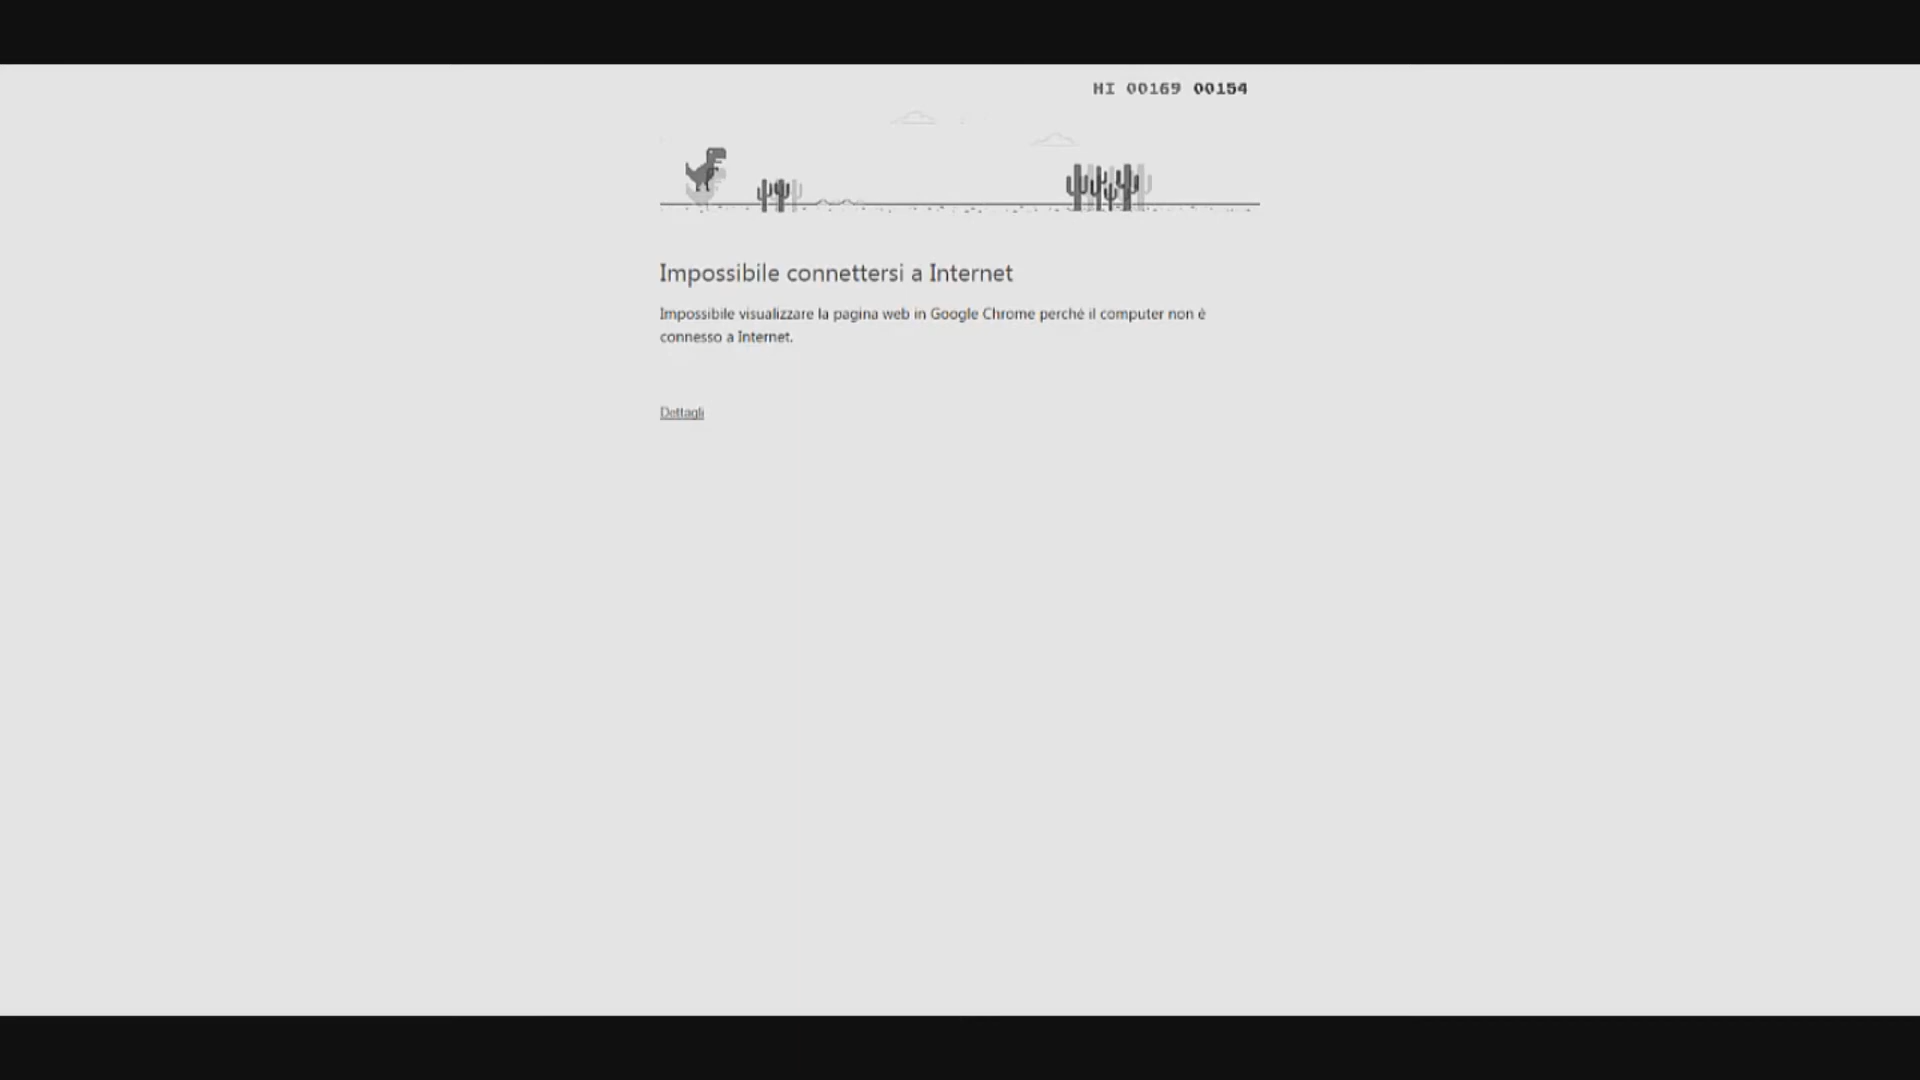 HI 00169 00154
Impossibile connettersi a Internet
Impossibile visualizzare la pagina web in Google Chrome perché il computer non è
connesso a Internet.
Dettagli